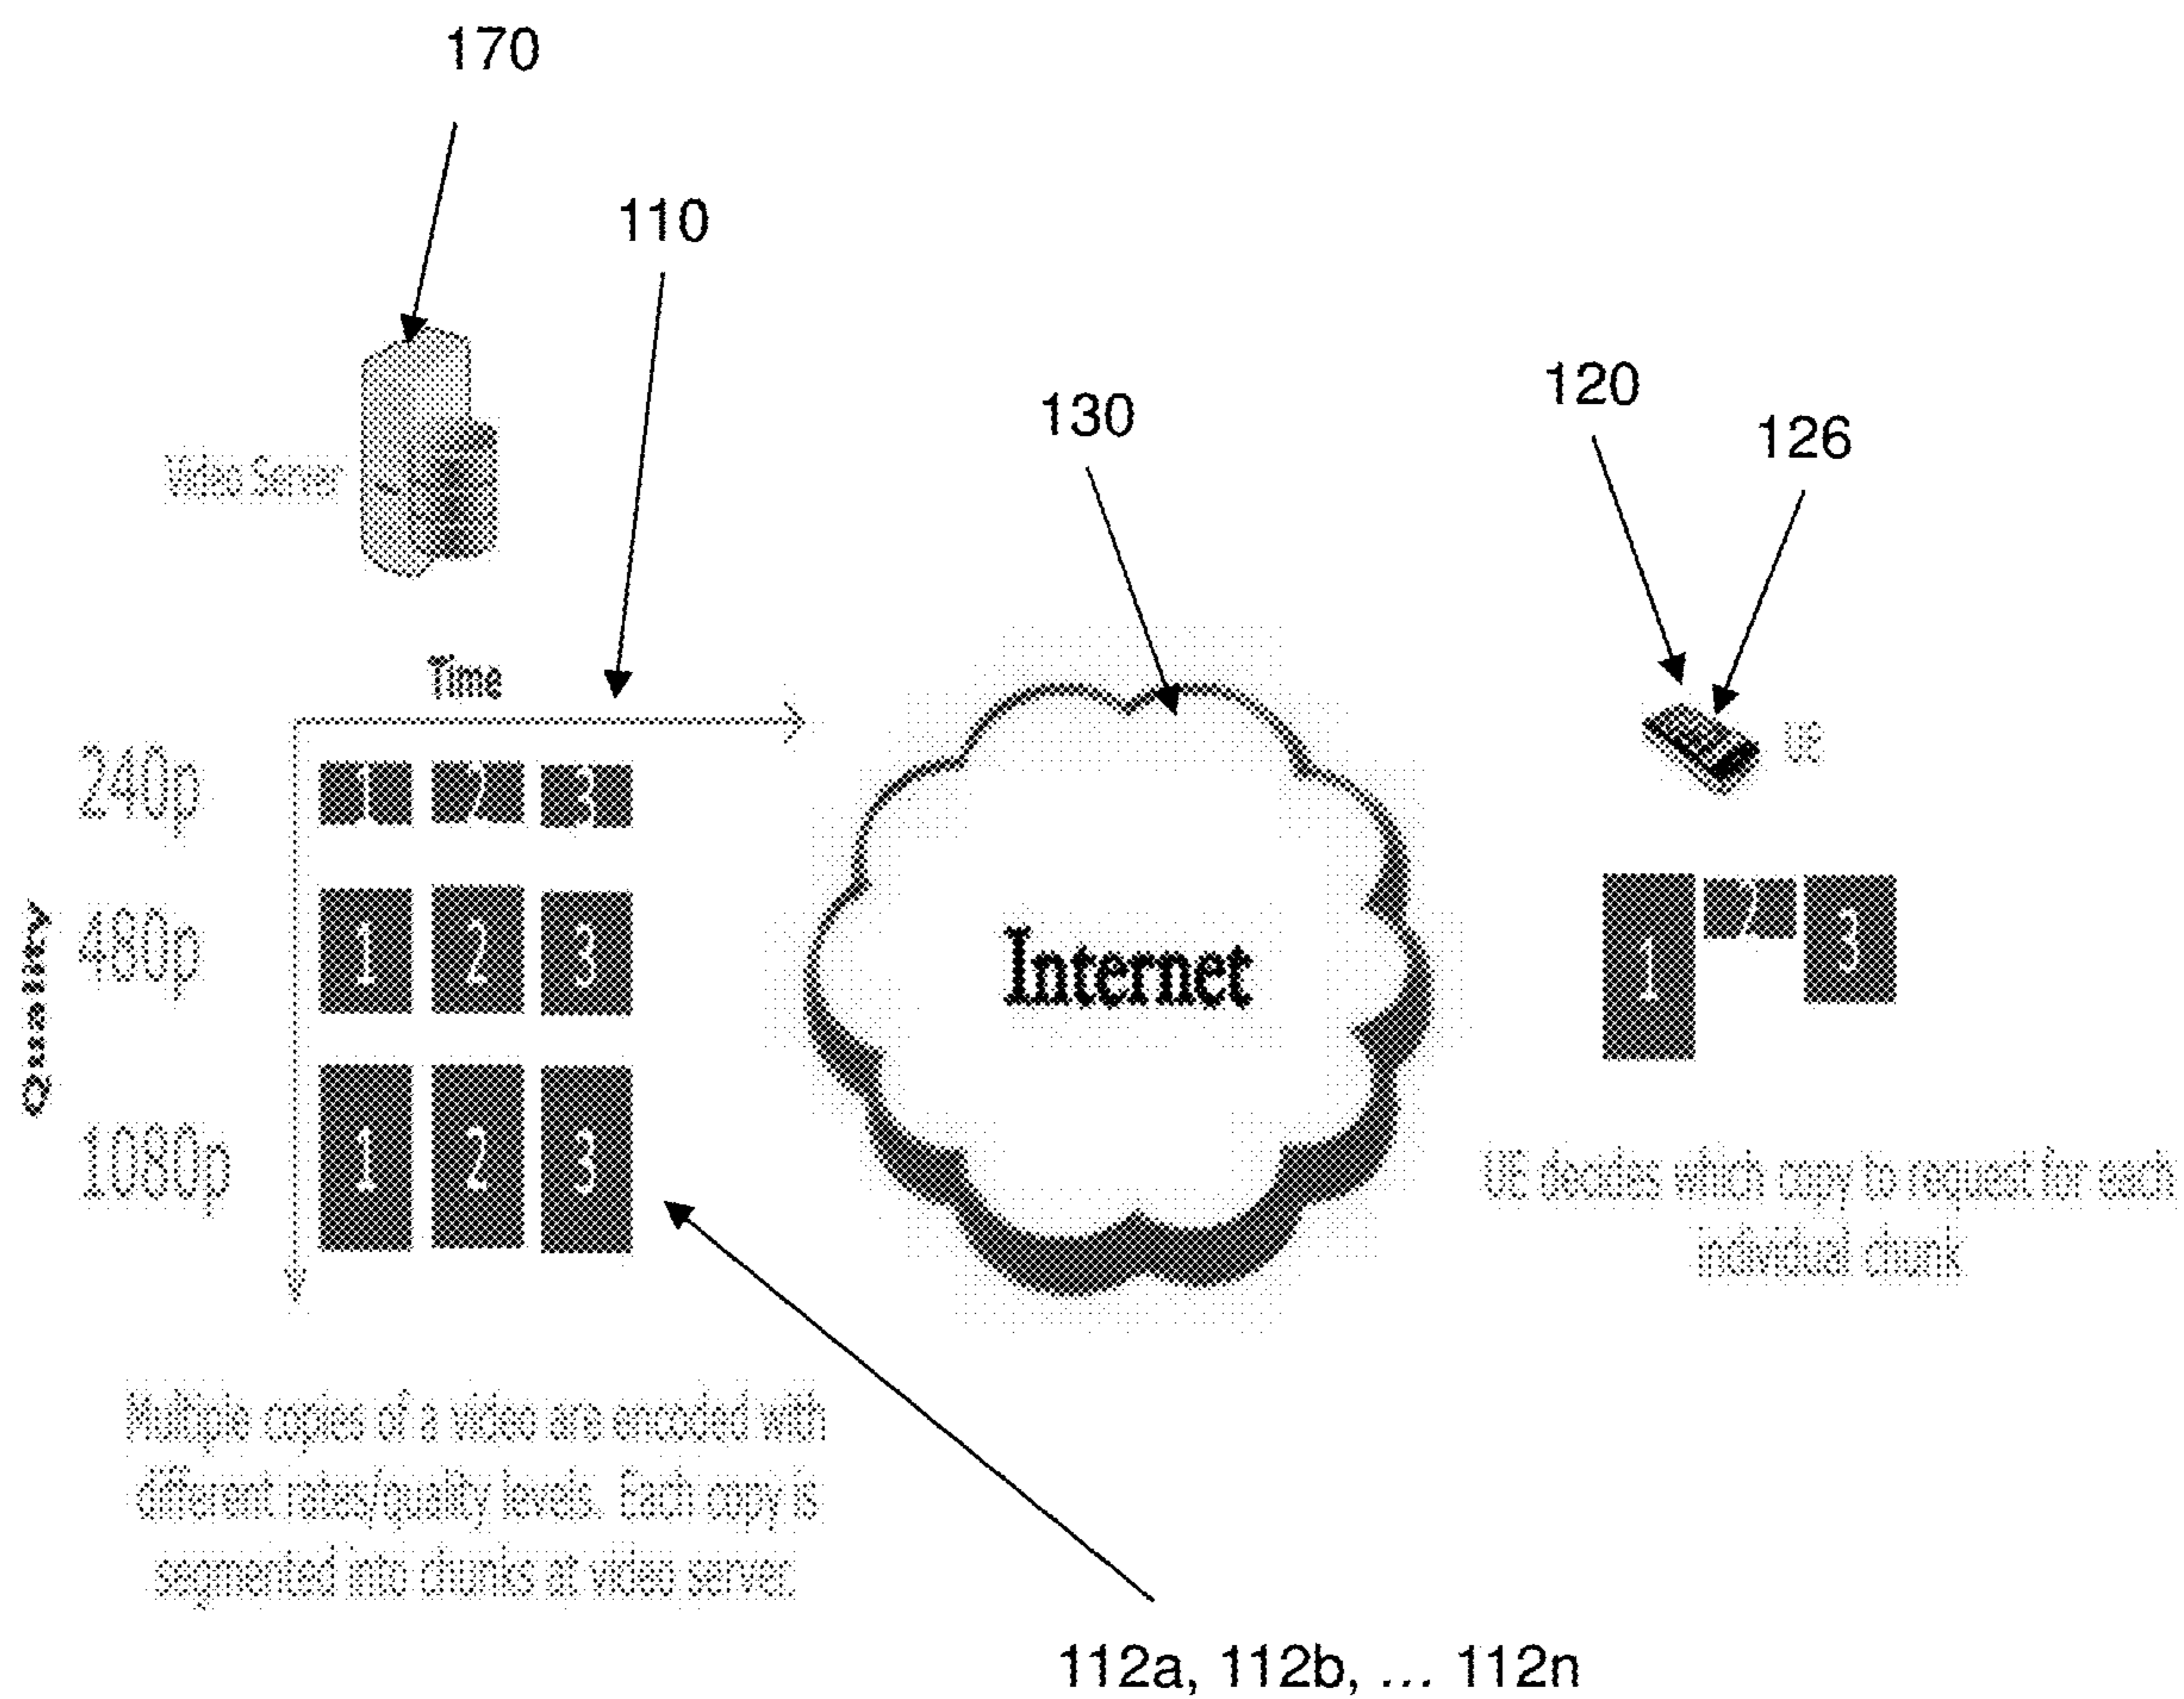 170
110
120
130
126
Video Server
Time
UE
240p
1 2 3
1 2 3
Quality
480p
1 2 3
Internet
1080p
1 2 3
UE decides which copy to request for each
individual chunk
Multiple copies of a video are encoded with
different rates/quality levels. Each copy is
segmented into chunks at video server.
112a, 112b, ... 112n